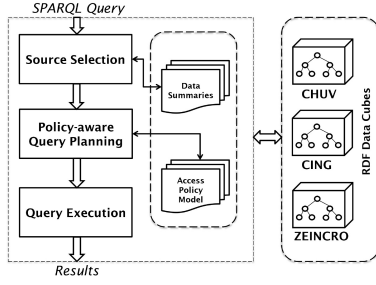 SPARQL Query
Source Selection
Data
Summaries
Policy-aware
Query Planning
Access
Policy
Model
Query Execution
Results
CHUV
CING
ZEINCRO
RDF Data Cubes